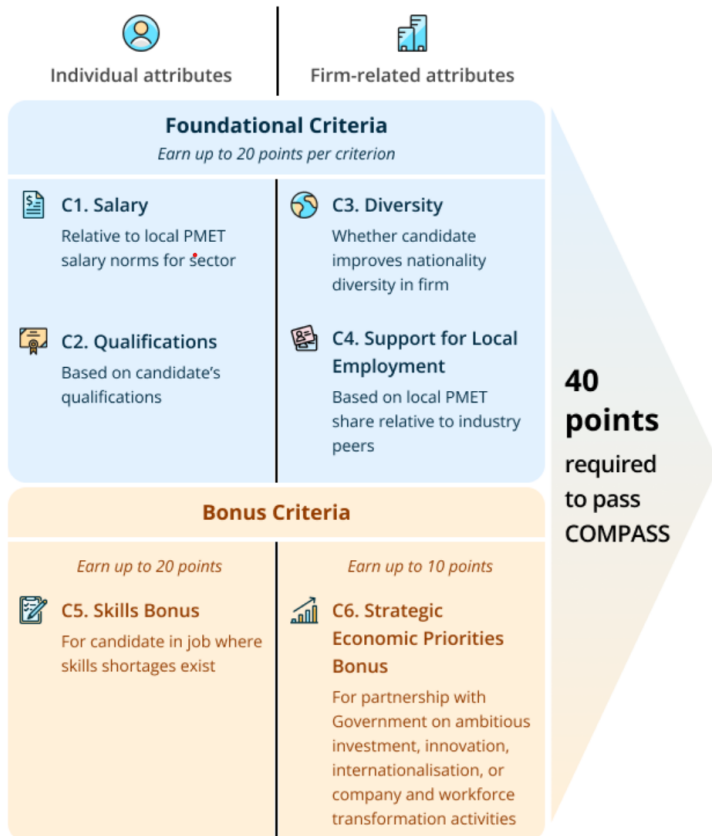 Individual attributes
Firm-related attributes
Foundational Criteria
Earn up to 20 points per criterion
C1. Salary
Relative to local PMET
salary norms for sector
C2. Qualifications
Based on candidate's
qualifications
C3. Diversity
Whether candidate
improves nationality
diversity in firm
C4. Support for Local
Employment
Based on local PMET
share relative to industry
peers
Bonus Criteria
Earn up to 20 points
C5. Skills Bonus
For candidate in job where
skills shortages exist
Earn up to 10 points
C6. Strategic
Economic Priorities
Bonus
For partnership with
Government on ambitious
investment, innovation,
internationalisation, or
company and workforce
transformation activities
40
points
required
to pass
COMPASS